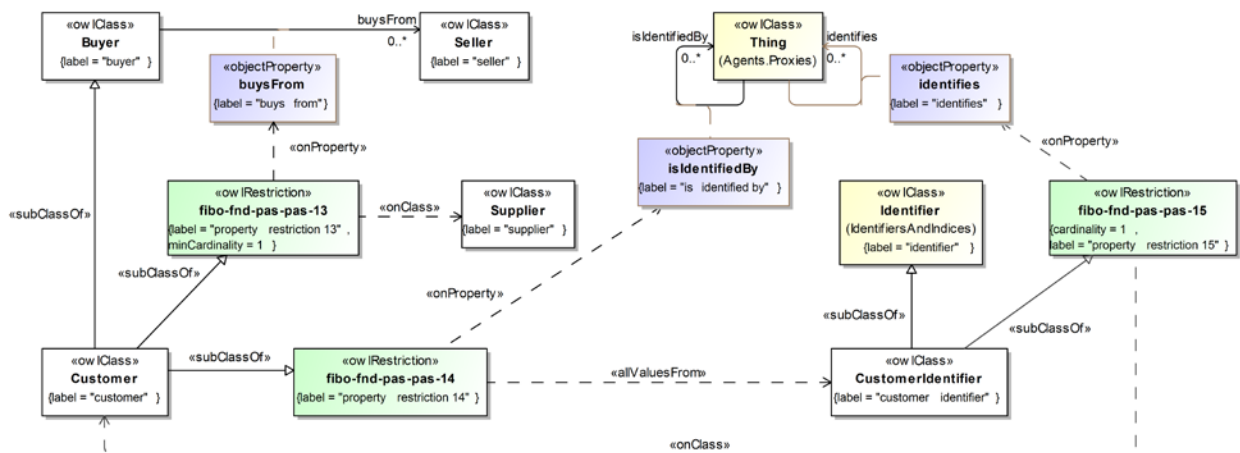 «owlClass»
Buyer
{label = "buyer" }
buysFrom
0..*
«owlClass»
Seller
{label = "seller" }
«objectProperty»
buysFrom
{label = "buys from"}
isIdentifiedBy
0..*
«owlClass»
Thing
(Agents.Proxies)
identifies
0..*
«objectProperty»
identifies
{label = "identifies" }
«onProperty»
«objectProperty»
isIdentifiedBy
{label = "is identified by" }
«onProperty»
«subClassOf»
«owlRestriction»
fibo-fnd-pas-pas-13
{label = "property restriction 13" ,
minCardinality = 1 }
«onClass»
«owlClass»
Supplier
{label = "supplier" }
«owlClass»
Identifier
(IdentifiersAndIndices)
{label = "identifier" }
«owlRestriction»
fibo-fnd-pas-pas-15
{cardinality = 1 ,
label = "property restriction 15" }
«subClassOf»
«onProperty»
«subClassOf»
«owlClass»
Customer
{label = "customer" }
«subClassOf»
«owlRestriction»
fibo-fnd-pas-pas-14
{label = "property restriction 14" }
«allValuesFrom»
«subClassOf»
«owlClass»
CustomerIdentifier
{label = "customer identifier" }
«onClass»